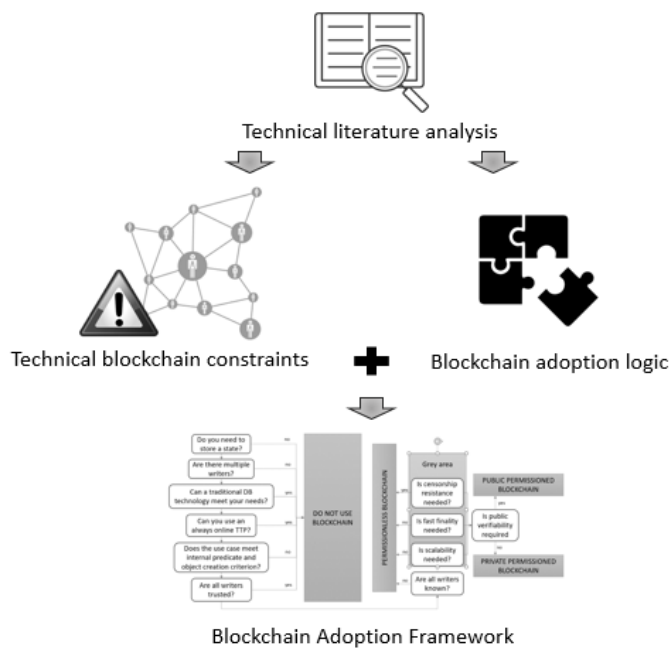 Technical literature analysis
Technical blockchain constraints
Blockchain adoption logic
Do you need to
store a state?
Are there multiple
writers?
Can a traditional DB
technology meet your needs?
Can you use an
always online TTP?
Does the use case meet
internal predicate and
object creation criterion?
Are all writers
trusted?
DO NOT USE
BLOCKCHAIN
PERMISSIONLESS BLOCKCHAIN
Grey area
Is censorship
resistance
needed?
Is fast finality
needed?
Is scalability
needed?
Are all writers
known?
PUBLIC PERMISSIONED
BLOCKCHAIN
Is public
verifiability
required
PRIVATE PERMISSIONED
BLOCKCHAIN
Blockchain Adoption Framework